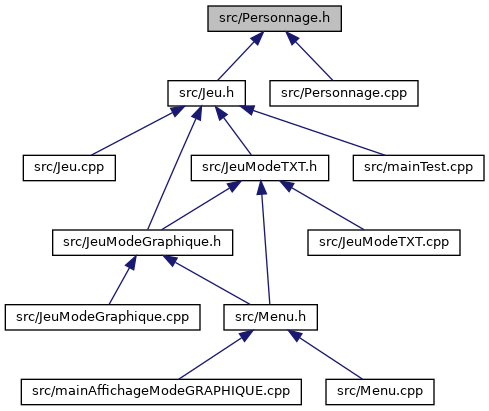 src/Personnage.h
src/Jeu.h
src/Personnage.cpp
src/Jeu.cpp
src/JeuModeTXT.h
src/mainTest.cpp
src/JeuModeGraphique.h
src/JeuModeTXT.cpp
src/JeuModeGraphique.cpp
src/Menu.h
src/mainAffichageModeGRAPHIQUE.cpp
src/Menu.cpp